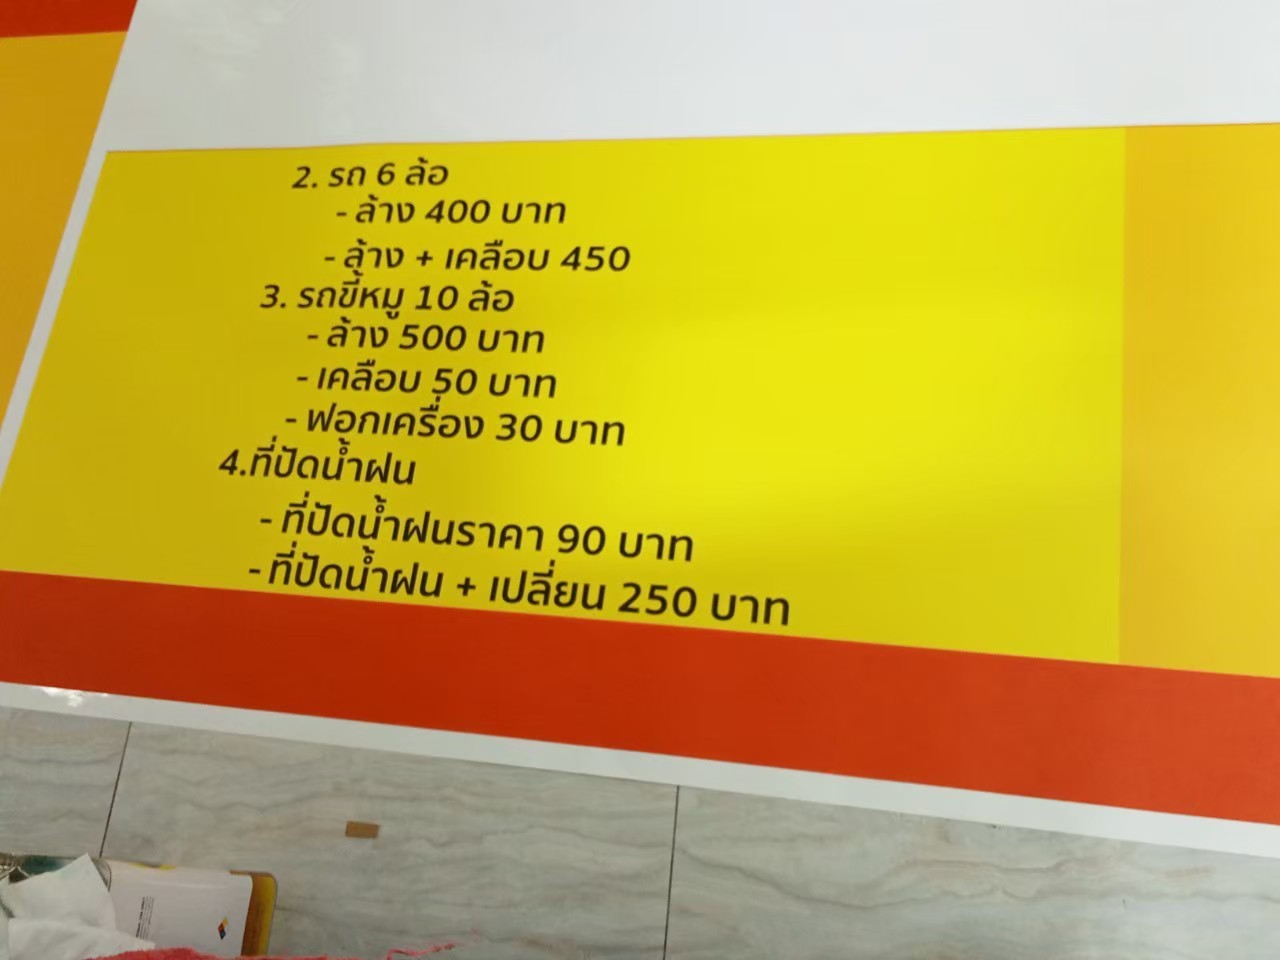 2. รถ 6 ล้อ
- ล้าง 400 บาท
- ล้าง + เคลือบ 450
3. รถขี้หมู 10 ล้อ
- ล้าง 500 บาท
- เคลือบ 50 บาท
- ฟอกเครื่อง 30 บาท
4.ที่ปัดน้ำฝน
- ที่ปัดน้ำฝนราคา 90 บาท
- ที่ปัดน้ำฝน + เปลี่ยน 250 บาท